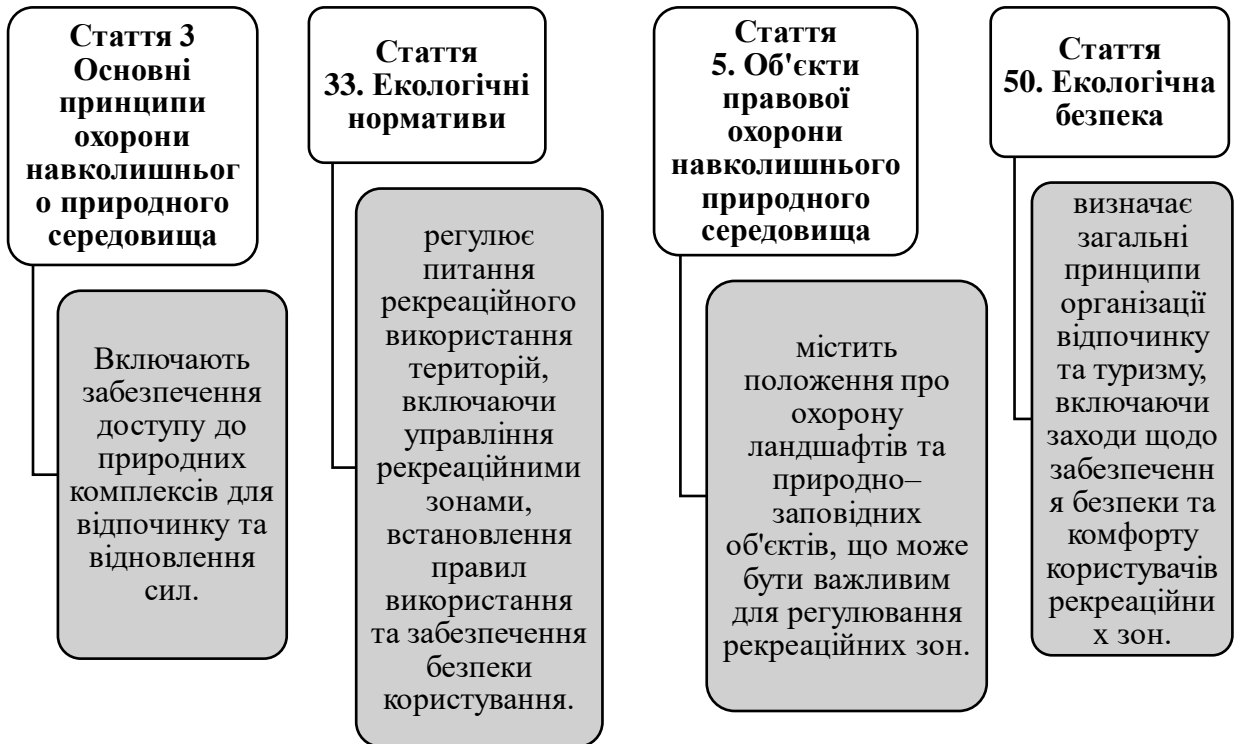 Стаття 3
Основні
принципи
охорони
навколишньог
о природного
середовища
Включають
забезпечення
доступу до
природних
комплексів для
відпочинку та
відновлення
сил.
Стаття
33. Екологічні
нормативи
регулює
питання
рекреаційного
використання
територій,
включаючи
управління
рекреаційними
зонами,
встановлення
правил
використання
та забезпечення
безпеки
користування.
Стаття
5. Об'єкти
правової
охорони
навколишнього
природного
середовища
містить
положення про
охорону
ландшафтів та
природно–
заповідних
об'єктів, що може
бути важливим
для регулювання
рекреаційних зон.
Стаття
50. Екологічна
безпека
визначає
загальні
принципи
організації
відпочинку
та туризму,
включаючи
заходи щодо
забезпеченн
я безпеки та
комфорту
користувачів
рекреаційни
х зон.